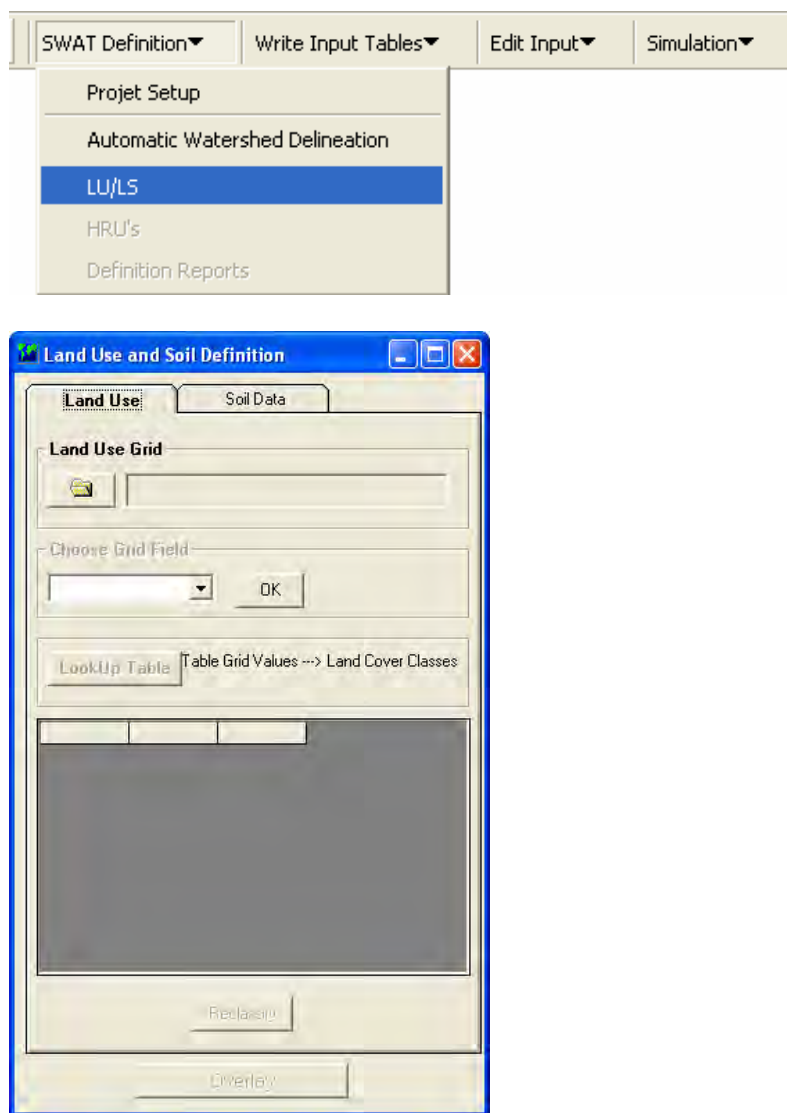 SWAT Definition▼ Write Input Tables▼ Edit Input▼ Simulation▼
Projet Setup
Automatic Watershed Delineation
LU/LS
HRU's
Definition Reports
Land Use and Soil Definition
Land Use Soil Data
Land Use Grid
Choose Grid Field
OK
LookUp Table Table Grid Values ---> Land Cover Classes
Reclassify
Overlay